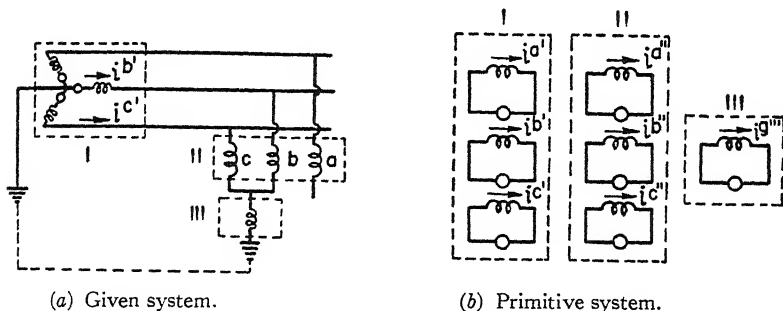 i^b'
i^c'
I
II
c
b
a
III
(a) Given system.
I
II
i^a'
i^a''
III
i^b'
i^b''
i^g'''
i^c'
i^c''
(b) Primitive system.